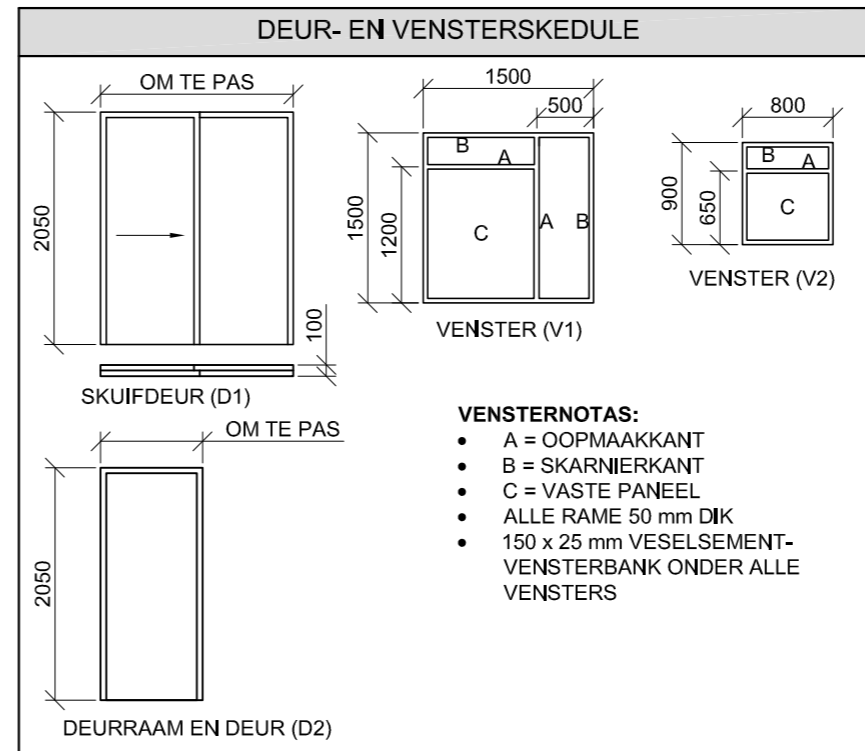 DEUR- EN VENSTERSKEDULE
OM TE PAS
2050
100
SKUIFDEUR (D1)
1500
500
1500
1200
B
A
C
A
B
VENSTER (V1)
800
900
650
B
A
C
VENSTER (V2)
OM TE PAS
2050
DEURRAAM EN DEUR (D2)
VENSTERNOTAS:
• A = OOPMAAKKANT
• B = SKARNIERKANT
• C = VASTE PANEEL
• ALLE RAME 50 mm DIK
• 150 x 25 mm VESELSEMENT-
VENSTERBANK ONDER ALLE
VENSTERS